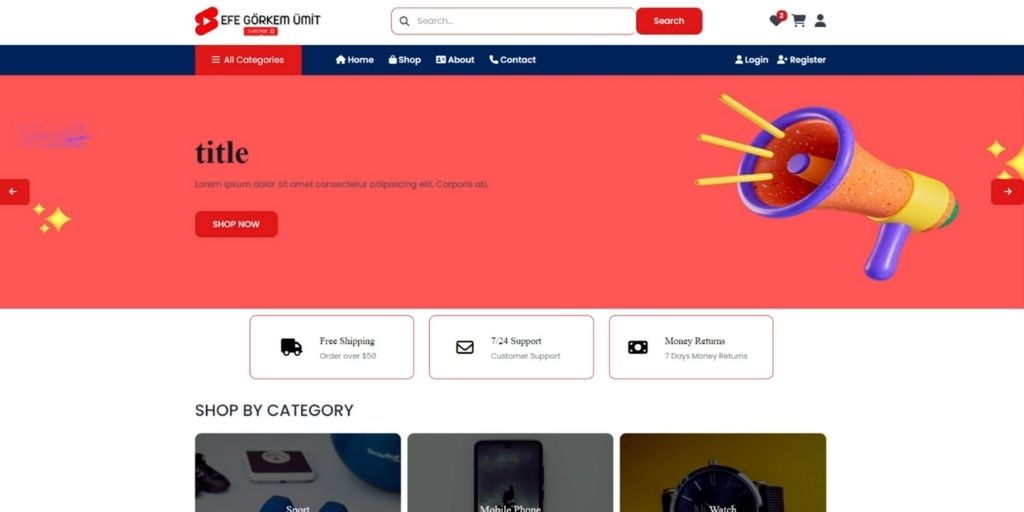 EFE GÖRKEM ÜMİT
SUBSCRIBE
Search...
Search
2
All Categories
Home
Shop
About
Contact
Login
Register
title
Lorem ipsum dolor sit amet consectetur adipisicing elit. Corporis ab,
SHOP NOW
Free Shipping
Order over $50
7/24 Support
Customer Support
Money Returns
7 Days Money Returns
SHOP BY CATEGORY
Sport
Mobile Phone
Watch